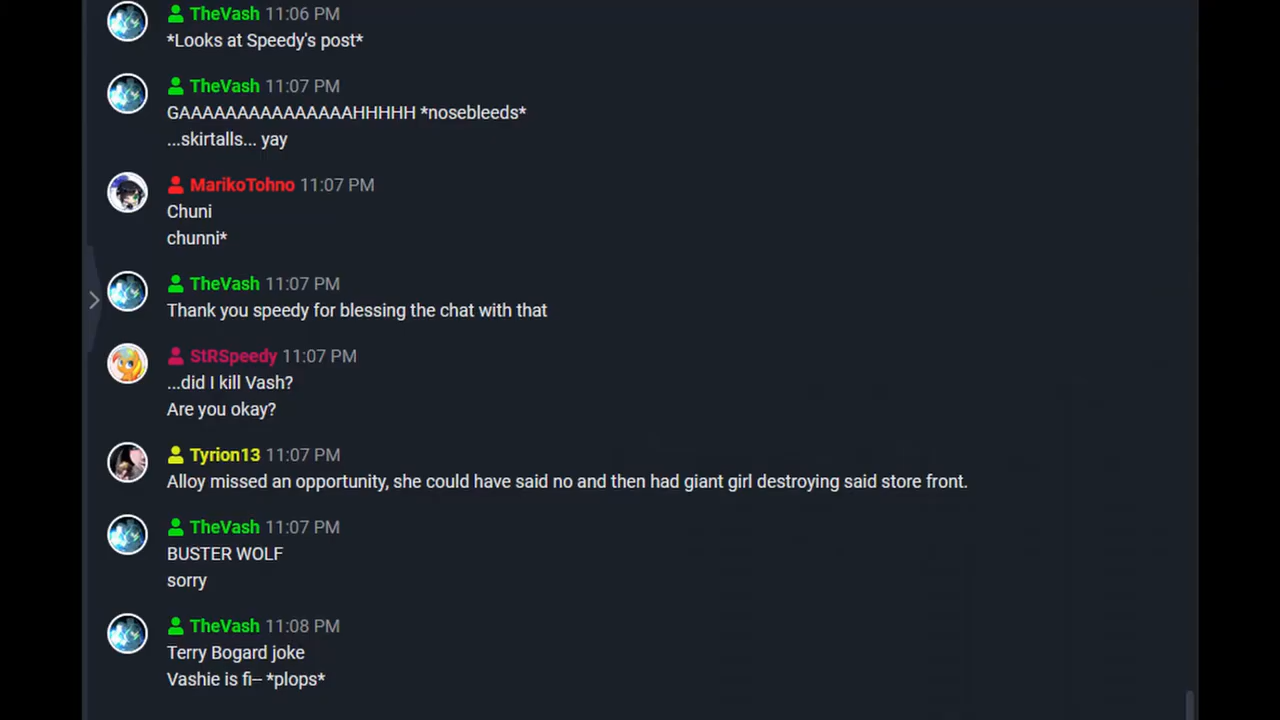 TheVash 11:06 PM
*Looks at Speedy's post*
TheVash 11:07 PM
GAAAAAAAAAAAAAAAHHHHH *nosebleeds*
...skirtalls... yay
MarikoTohno 11:07 PM
Chuni
chunni*
TheVash 11:07 PM
Thank you speedy for blessing the chat with that
StRSpeedy 11:07 PM
...did I kill Vash?
Are you okay?
Tyrion13 11:07 PM
Alloy missed an opportunity, she could have said no and then had giant girl destroying said store front.
TheVash 11:07 PM
BUSTER WOLF
sorry
TheVash 11:08 PM
Terry Bogard joke
Vashie is fi-- *plops*